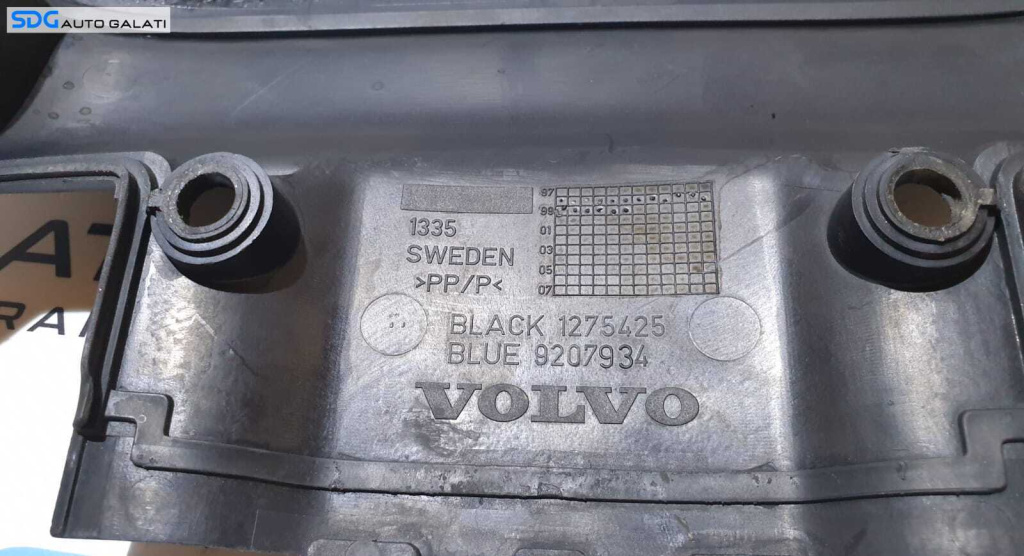 SDG AUTO GALATI
1335
SWEDEN
>PP/P<
97
99
01
03
05
07
BLACK 1275425
BLUE 9207934
VOLVO